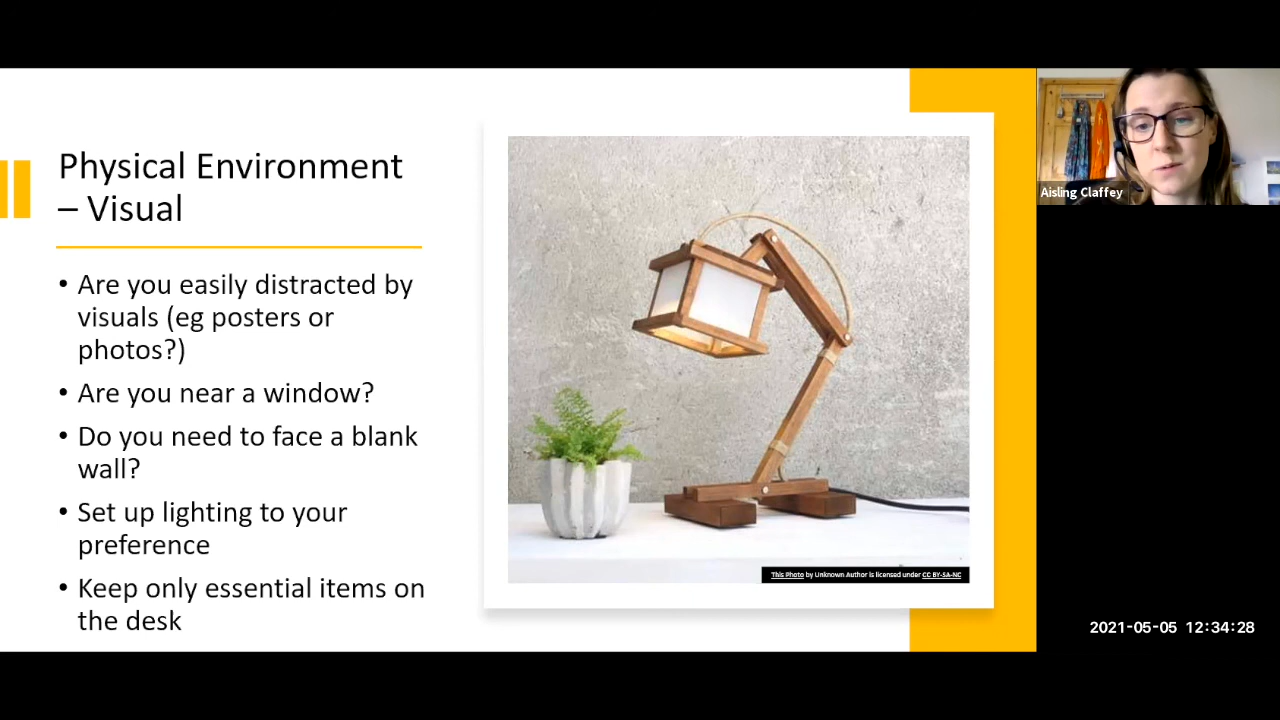 Physical Environment
– Visual
• Are you easily distracted by
visuals (eg posters or
photos?)
• Are you near a window?
• Do you need to face a blank
wall?
• Set up lighting to your
preference
• Keep only essential items on
the desk
This Photo by Unknown Author is licensed under CC BY-SA-NC
Aisling Claffey
2021-05-05 12:34:28